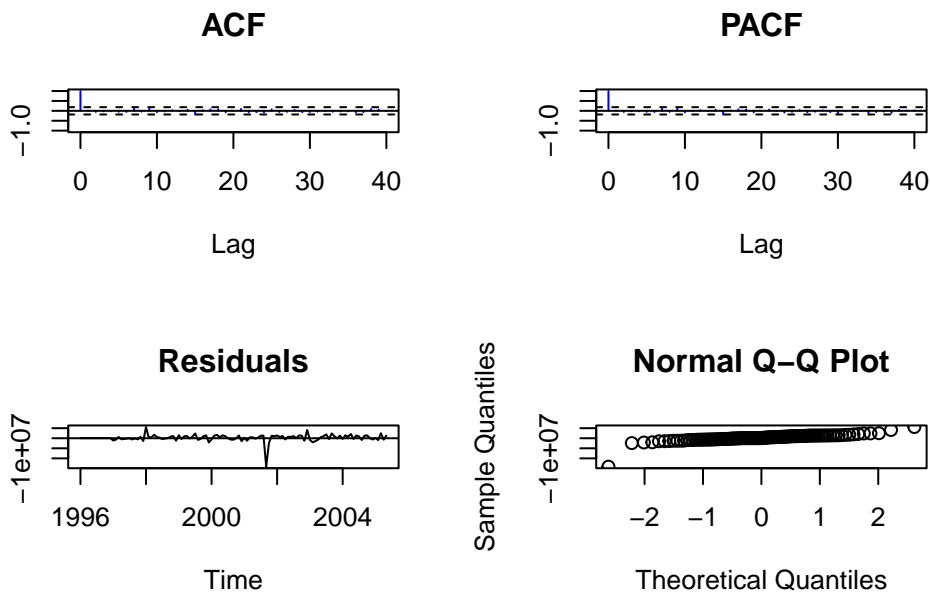 ACF
−1.0
0 10 20 30 40
Lag
PACF
−1.0
0 10 20 30 40
Lag
Residuals
−1e+07
1996 2000 2004
Time
Normal Q−Q Plot
Sample Quantiles
−1e+07
−2 −1 0 1 2
Theoretical Quantiles